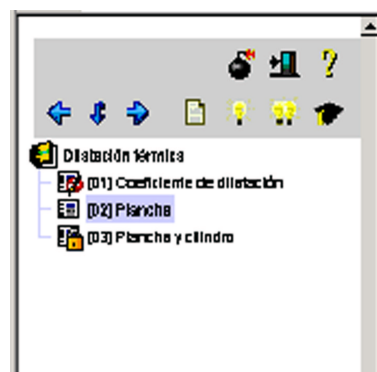 Dilatación térmica
[01] Coeficiente de dilatación
[02] Plancha
[03] Plancha y cilindro